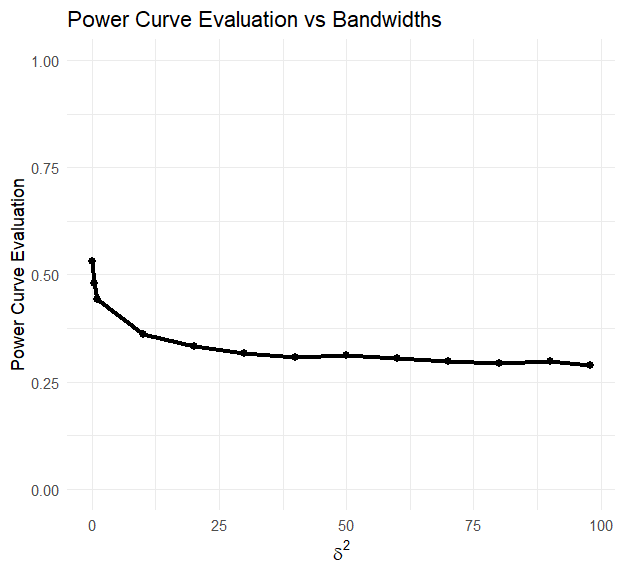 Power Curve Evaluation vs Bandwidths
Power Curve Evaluation
1.00
0.75
0.50
0.25
0.00
0 25 50 75 100
δ²